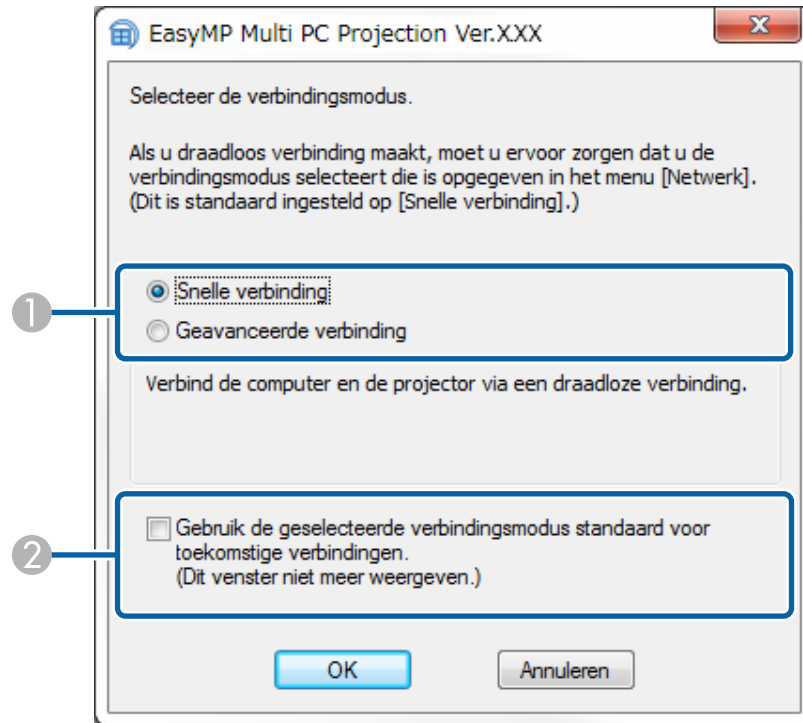 EasyMP Multi PC Projection Ver.X.XX
Selecteer de verbindingsmodus.
Als u draadloos verbinding maakt, moet u ervoor zorgen dat u de
verbindingsmodus selecteert die is opgegeven in het menu [Netwerk].
(Dit is standaard ingesteld op [Snelle verbinding].)
1
Snelle verbinding
Geavanceerde verbinding
Verbind de computer en de projector via een draadloze verbinding.
2
Gebruik de geselecteerde verbindingsmodus standaard voor
toekomstige verbindingen.
(Dit venster niet meer weergeven.)
OK
Annuleren